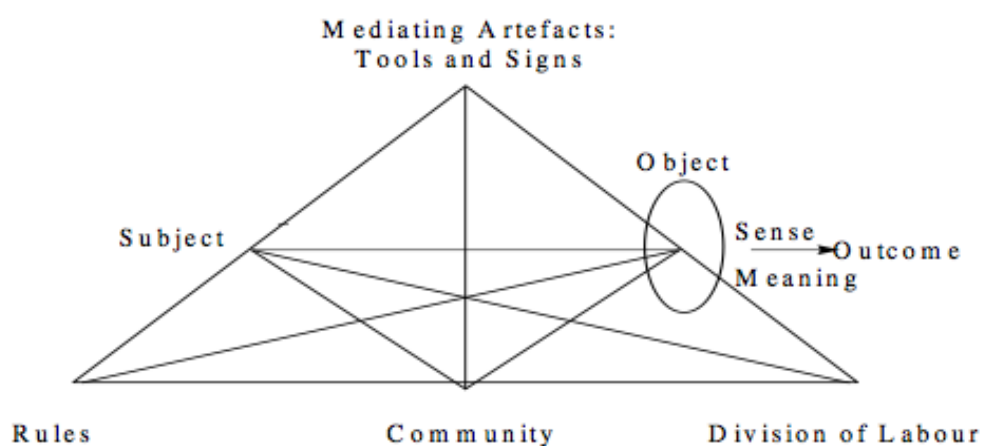 Mediating Artefacts:
Tools and Signs
Object
Subject
Sense
Outcome
Meaning
Rules
Community
Division of Labour